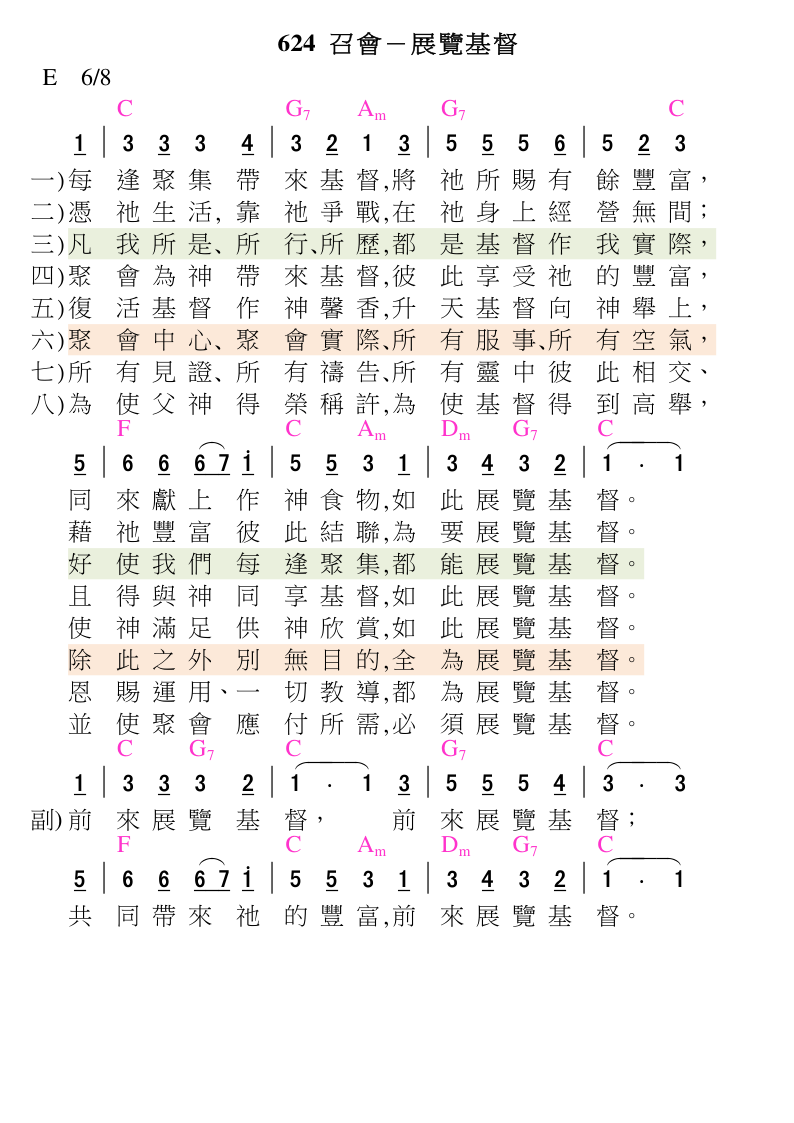 624 召會－展覽基督
E 6/8
C G7 Am G7 C
1 | 3 3 3 4 | 3 2 1 3 | 5 5 5 6 | 5 2 3
一)每逢聚集帶來基督,將祂所賜有餘豐富，
二)憑祂生活,靠祂爭戰,在祂身上經營無間；
三)凡我所是、所行、所歷,都是基督作我實際，
四)聚會為神帶來基督,彼此享受祂的豐富，
五)復活基督作神馨香,升天基督向神舉上，
六)聚會中心、聚會實際、所有服事、所有空氣，
七)所有見證、所有禱告、所有靈中彼此相交、
八)為使父神得榮稱許,為使基督得到高舉，
F C Am Dm G7 C
5 | 6 6 6 7 i | 5 5 3 1 | 3 4 3 2 | 1 · 1
同來獻上作神食物,如此展覽基督。
藉祂豐富彼此結聯,為要展覽基督。
好使我們每逢聚集,都能展覽基督。
且得與神同享基督,如此展覽基督。
使神滿足供神欣賞,如此展覽基督。
除此之外別無目的,全為展覽基督。
恩賜運用、一切教導,都為展覽基督。
並使聚會應付所需,必須展覽基督。
C G7 C G7 C
1 | 3 3 3 2 | 1 · 1 3 | 5 5 5 4 | 3 · 3
副)前來展覽基督， 前來展覽基督；
F C Am Dm G7 C
5 | 6 6 6 7 i | 5 5 3 1 | 3 4 3 2 | 1 · 1
共同帶來祂的豐富,前來展覽基督。